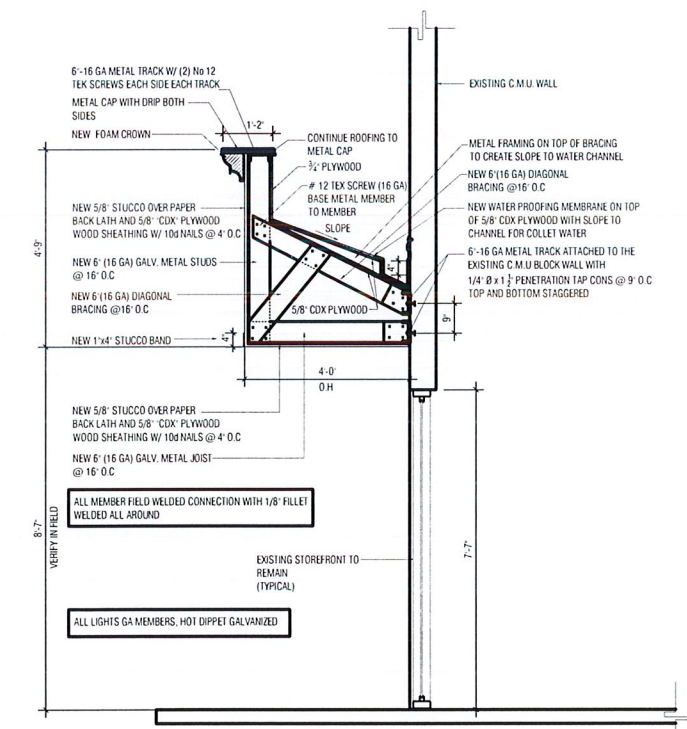 6"-16 GA METAL TRACK W/ (2) No 12
TEK SCREWS EACH SIDE EACH TRACK
METAL CAP WITH DRIP BOTH
SIDES
NEW FOAM CROWN
1'-2"
CONTINUE ROOFING TO
METAL CAP
3/4" PLYWOOD
# 12 TEX SCREW (16 GA)
BASE METAL MEMBER
TO MEMBER
SLOPE
EXISTING C.M.U WALL
METAL FRAMING ON TOP OF BRACING
TO CREATE SLOPE TO WATER CHANNEL
NEW 6"(16 GA) DIAGONAL
BRACING @16" O.C
NEW WATER PROOFING MEMBRANE ON TOP
OF 5/8" CDX PLYWOOD WITH SLOPE TO
CHANNEL FOR COLLET WATER
6"-16 GA METAL TRACK ATTACHED TO THE
EXISTING C.M.U BLOCK WALL WITH
1/4" Ø x 1 1/2" PENETRATION TAP CONS @ 9" O.C
TOP AND BOTTOM STAGGERED
NEW 5/8" STUCCO OVER PAPER
BACK LATH AND 5/8" "CDX" PLYWOOD
WOOD SHEATHING W/ 10d NAILS @ 4" O.C
NEW 6" (16 GA) GALV. METAL STUDS
@ 16" O.C
NEW 6"(16 GA) DIAGONAL
BRACING @16" O.C
NEW 1"x4" STUCCO BAND
4'-9"
4"
4"
5/8" CDX PLYWOOD
9"
4'-0"
O.H
NEW 5/8" STUCCO OVER PAPER
BACK LATH AND 5/8" "CDX" PLYWOOD
WOOD SHEATHING W/ 10d NAILS @ 4" O.C
NEW 6" (16 GA) GALV. METAL JOIST
@ 16" O.C
ALL MEMBER FIELD WELDED CONNECTION WITH 1/8" FILLET
WELDED ALL AROUND
8'-7"
VERIFY IN FIELD
EXISTING STOREFRONT TO
REMAIN
(TYPICAL)
7'-7"
ALL LIGHTS GA MEMBERS, HOT DIPPET GALVANIZED